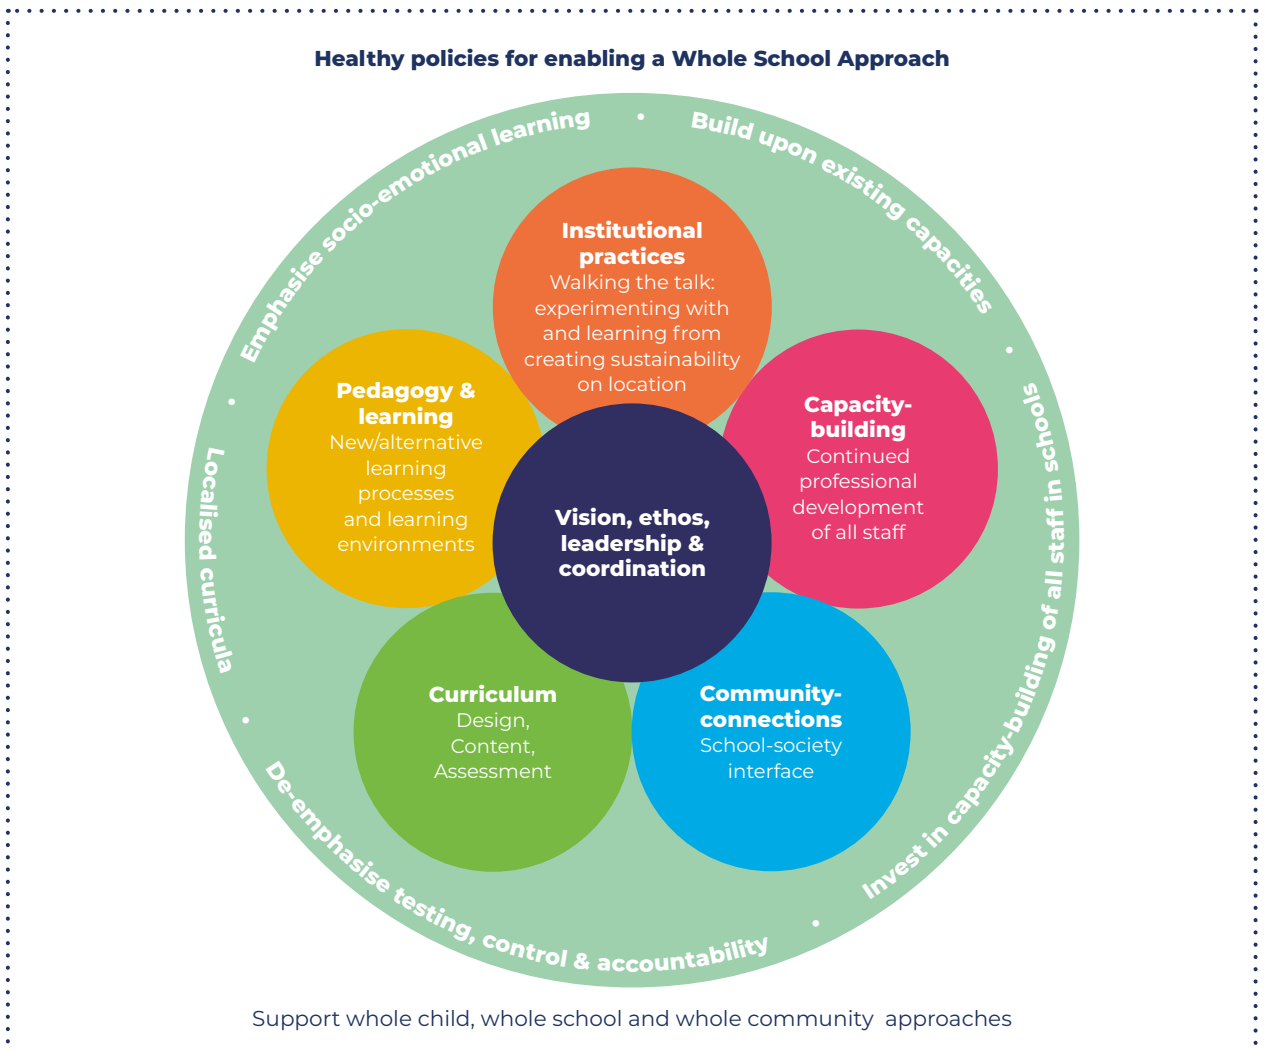 Healthy policies for enabling a Whole School Approach
Emphasise socio-emotional learning
•
Build upon existing capacities
•
Invest in capacity-building of all staff in schools
•
De-emphasise testing, control & accountability
•
Localised curricula
•
Institutional
practices
Walking the talk:
experimenting with
and learning from
creating sustainability
on location
Pedagogy &
learning
New/alternative
learning
processes
and learning
environments
Capacity-
building
Continued
professional
development
of all staff
Vision, ethos,
leadership &
coordination
Curriculum
Design,
Content,
Assessment
Community-
connections
School-society
interface
Support whole child, whole school and whole community  approaches